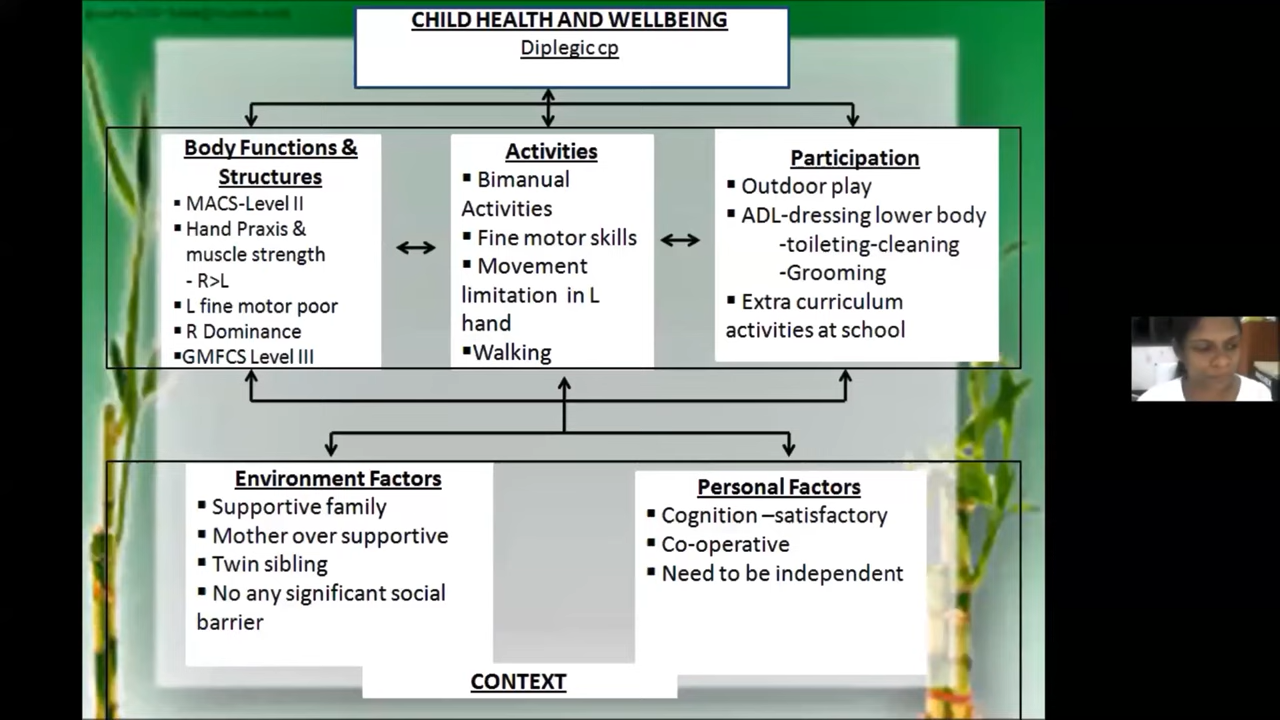 CHILD HEALTH AND WELLBEING
Diplegic cp
Body Functions &
Structures
▪ MACS-Level II
▪ Hand Praxis &
muscle strength
- R>L
▪ L fine motor poor
▪ R Dominance
▪GMFCS Level III
Activities
▪ Bimanual
Activities
▪ Fine motor skills
▪ Movement
limitation in L
hand
▪Walking
Participation
▪ Outdoor play
▪ ADL-dressing lower body
-toileting-cleaning
-Grooming
▪ Extra curriculum
activities at school
Environment Factors
▪ Supportive family
▪ Mother over supportive
▪ Twin sibling
▪ No any significant social
barrier
Personal Factors
▪ Cognition –satisfactory
▪ Co-operative
▪ Need to be independent
CONTEXT